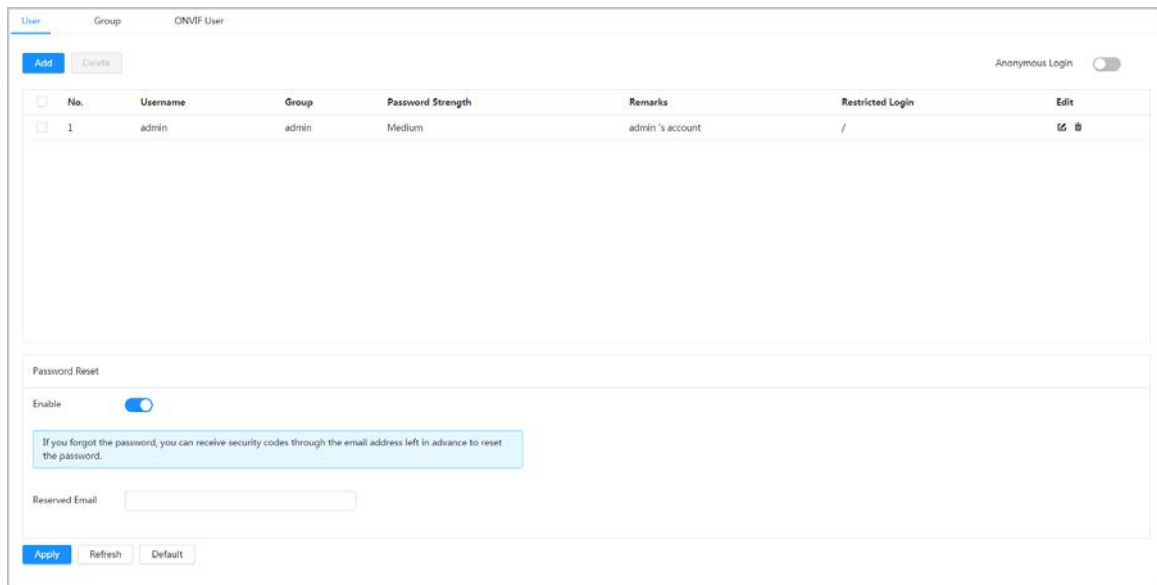 User Group ONVIF User
Add Delete Anonymous Login
No. Username Group Password Strength Remarks Restricted Login Edit
1 admin admin Medium admin 's account /
Password Reset
Enable
If you forgot the password, you can receive security codes through the email address left in advance to reset
the password.
Reserved Email
Apply Refresh Default